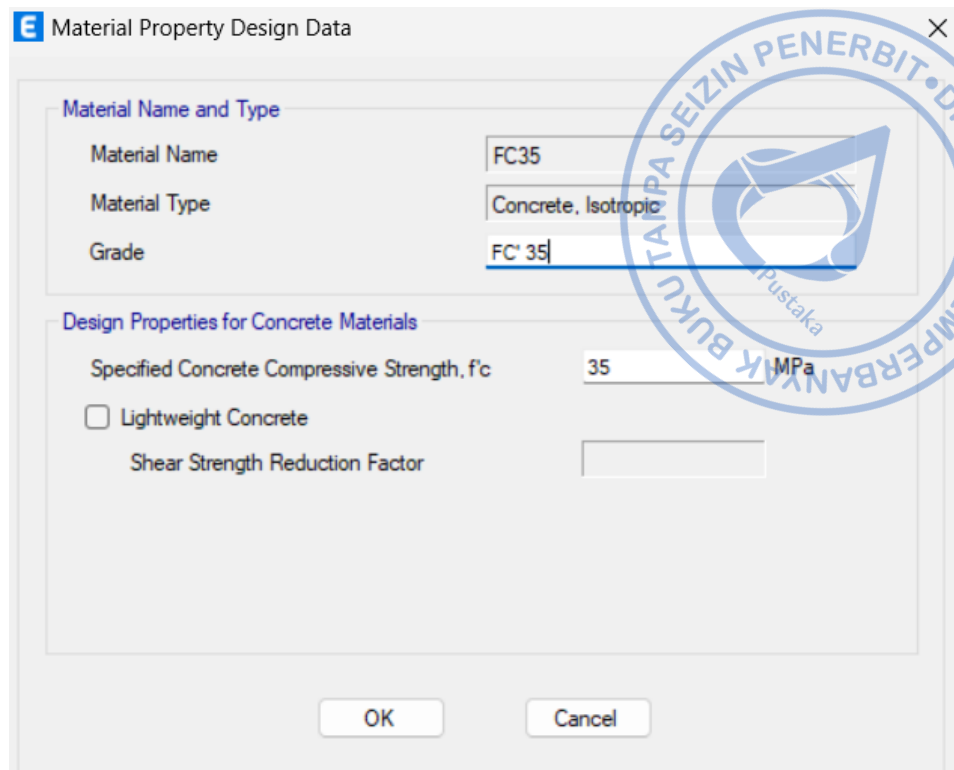 E Material Property Design Data
Material Name and Type
Material Name FC35
Material Type Concrete, Isotropic
Grade FC' 35
Design Properties for Concrete Materials
Specified Concrete Compressive Strength, f'c 35 MPa
Lightweight Concrete
Shear Strength Reduction Factor
OK Cancel
MPERBANYAK BUKU TANPA SEIZIN PENERBIT •
Pustaka